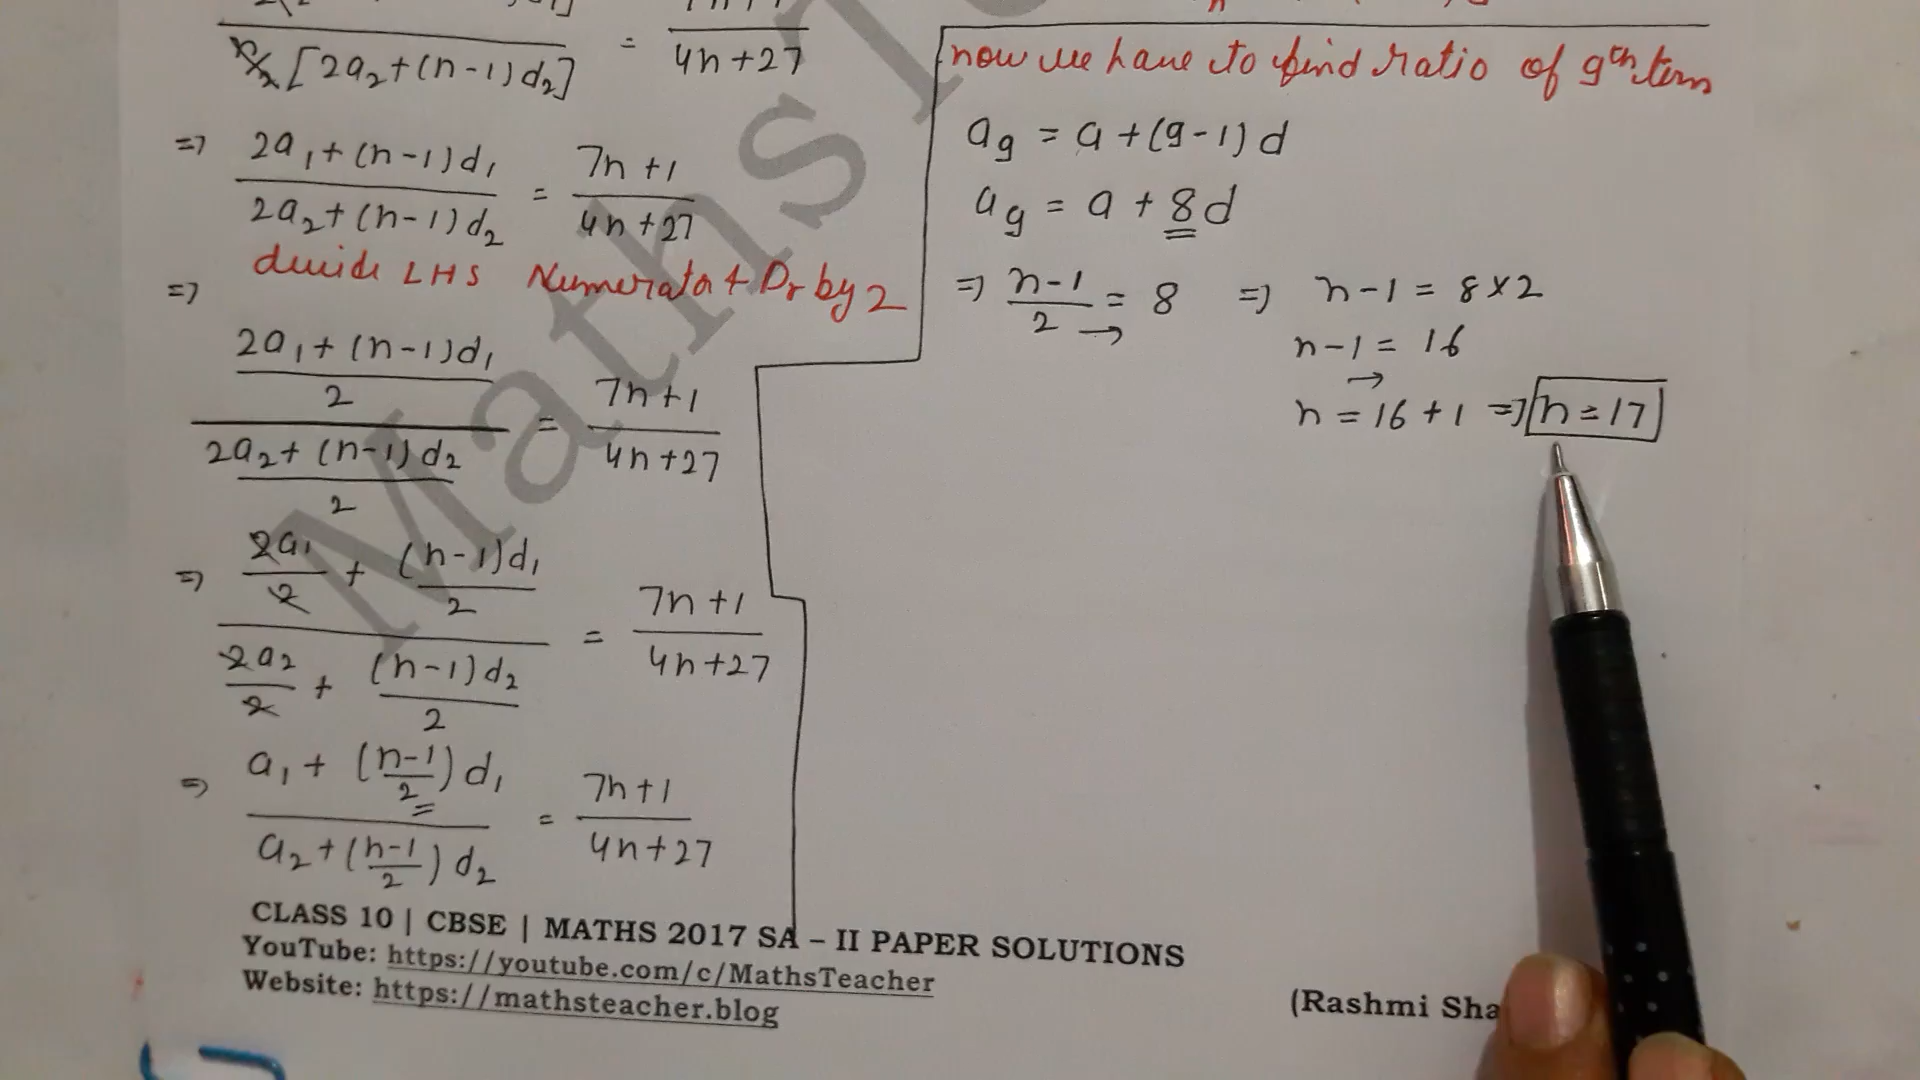 n/2 [2a₂+(n-1)d₂] = 4n+27
=> 2a₁+(n-1)d₁ / 2a₂+(n-1)d₂ = 7n+1 / 4n+27
=> divide LHS Numerator + Dr by 2
2a₁+(n-1)d₁ / 2 / 2a₂+(n-1)d₂ / 2 = 7n+1 / 4n+27
=> 2a₁/2 + (n-1)d₁/2 / 2a₂/2 + (n-1)d₂/2 = 7n+1 / 4n+27
=> a₁+(n-1/2)d₁ / a₂+(n-1/2)d₂ = 7n+1 / 4n+27
now we have to find ratio of 9th term
a₉ = a+(9-1)d
a₉ = a+8d
=> n-1/2 = 8 => n-1 = 8×2
n-1 = 16
n = 16+1 => n=17
Maths
CLASS 10 | CBSE | MATHS 2017 SA – II PAPER SOLUTIONS
YouTube: https://youtube.com/c/MathsTeacher
Website: https://mathsteacher.blog
(Rashmi Sha